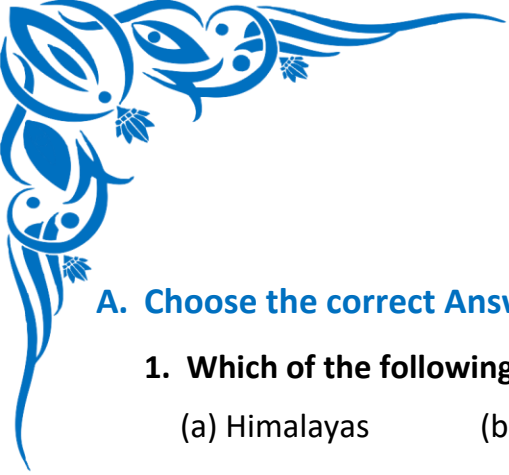 A. Choose the correct Answ
1. Which of the following
(a) Himalayas (b